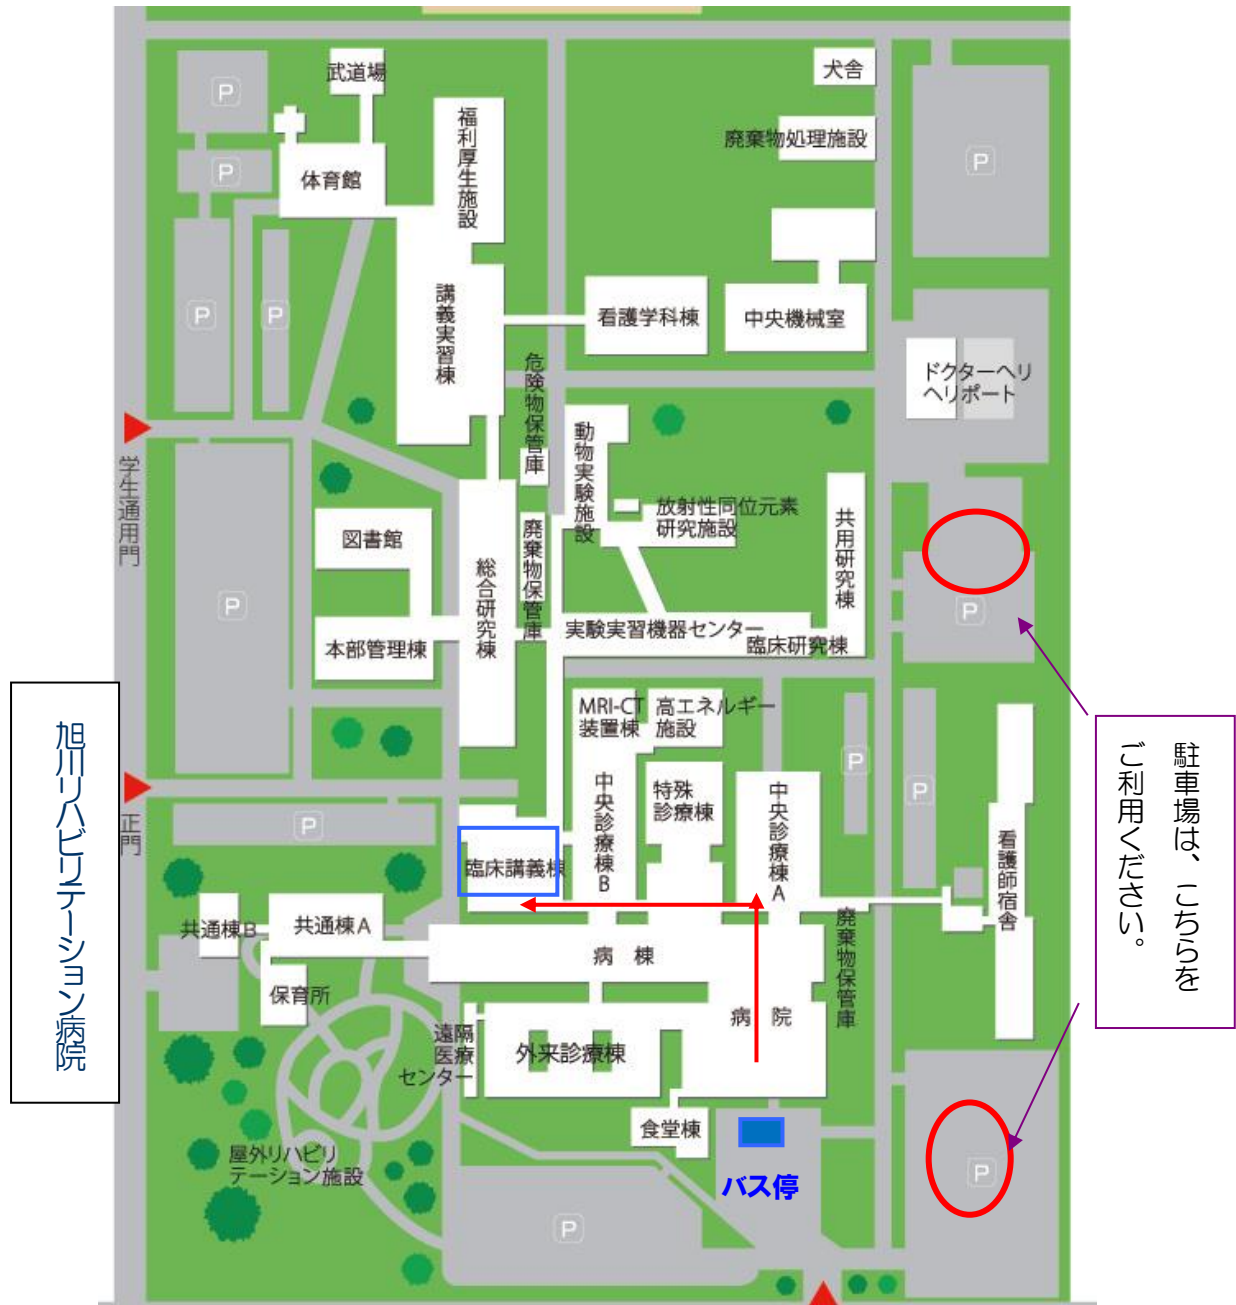 武道場
犬舎
P
福利厚生施設
廃棄物処理施設
P
P
体育館
講義実習棟
看護学科棟
中央機械室
P
P
危険物保管庫
ドクターヘリ
ヘリポート
動物実験施設
学生通用門
放射性同位元素
研究施設
共用研究棟
図書館
廃棄物保管庫
総合研究棟
P
P
実験実習機器センター
臨床研究棟
本部管理棟
MRI-CT
装置棟
高エネルギー
施設
旭川リハビリテーション病院
駐車場は、こちらを
ご利用ください。
P
P
特殊
診療棟
中央診療棟A
中央診療棟B
正門
P
看護師宿舎
臨床講義棟
共通棟B
共通棟A
廃棄物保管庫
病棟
保育所
病院
遠隔
医療
センター
外来診療棟
食堂棟
屋外リハビリ
テーション施設
バス停
P
P